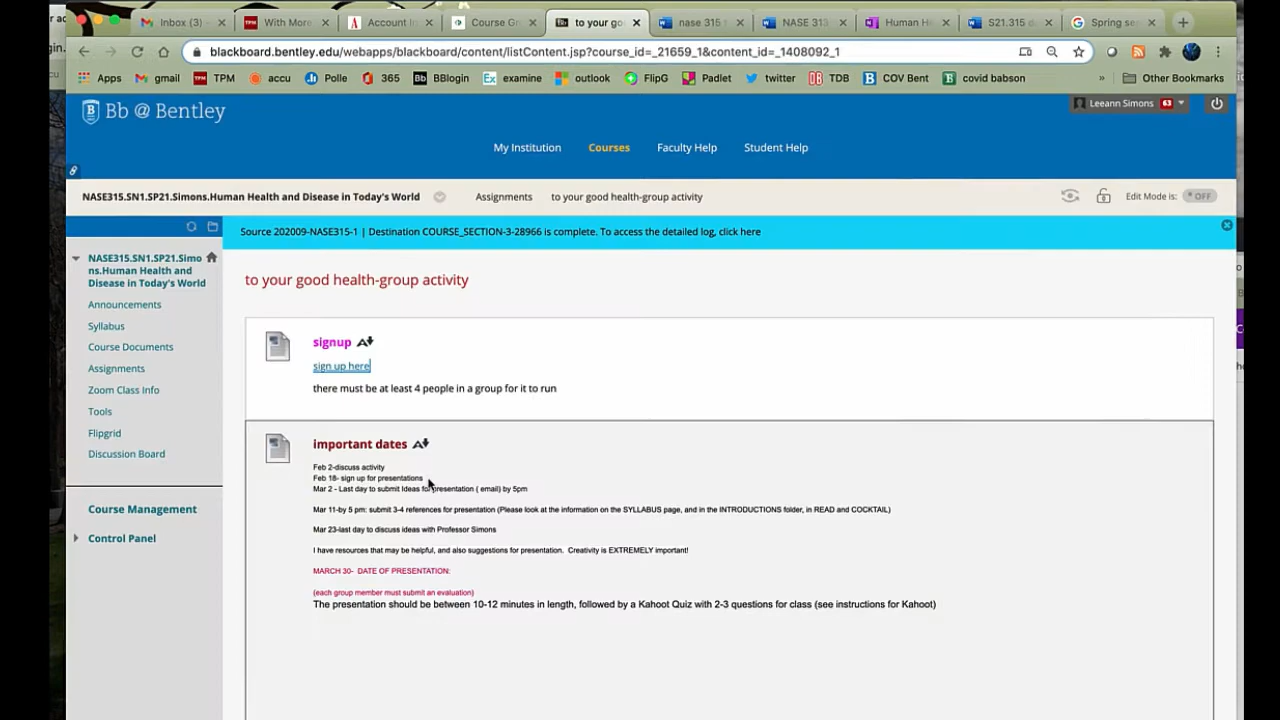 Inbox (3)
With More
Account In
Course Gr
to your go
nase 315
NASE 313
Human H
S21.315 d
Spring se
blackboard.bentley.edu/webapps/blackboard/content/listContent.jsp?course_id=_21659_1&content_id=_1408092_1
Apps
gmail
TPM
accu
Polle
365
BBlogin
examine
outlook
FlipG
Padlet
twitter
TDB
COV Bent
covid babson
»
Other Bookmarks
Bb @ Bentley
Leeann Simons 63
My Institution
Courses
Faculty Help
Student Help
NASE315.SN1.SP21.Simons.Human Health and Disease in Today's World
Assignments
to your good health-group activity
Edit Mode is: OFF
Source 202009-NASE315-1 | Destination COURSE_SECTION-3-28966 is complete. To access the detailed log, click here
NASE315.SN1.SP21.Simo
ns.Human Health and
Disease in Today's World
Announcements
Syllabus
Course Documents
Assignments
Zoom Class Info
Tools
Flipgrid
Discussion Board
Course Management
Control Panel
to your good health-group activity
signup
sign up here
there must be at least 4 people in a group for it to run
important dates
Feb 2-discuss activity
Feb 18- sign up for presentations
Mar 2 - Last day to submit Ideas for presentation ( email) by 5pm
Mar 11-by 5 pm: submit 3-4 references for presentation (Please look at the information on the SYLLABUS page, and in the INTRODUCTIONS folder, in READ and COCKTAIL)
Mar 23-last day to discuss ideas with Professor Simons
I have resources that may be helpful, and also suggestions for presentation. Creativity is EXTREMELY important!
MARCH 30- DATE OF PRESENTATION:
(each group member must submit an evaluation)
The presentation should be between 10-12 minutes in length, followed by a Kahoot Quiz with 2-3 questions for class (see instructions for Kahoot)